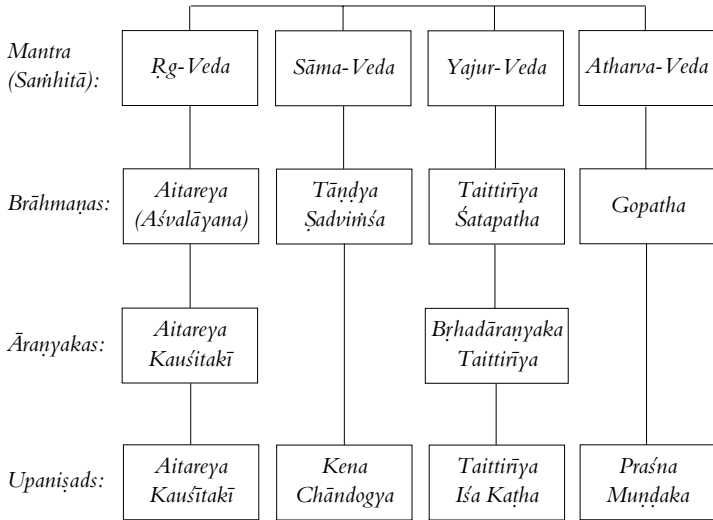 Mantra
(Saṁhitā):
Ṛg-Veda
Sāma-Veda
Yajur-Veda
Atharva-Veda
Brāhmaṇas:
Aitareya
(Aśvalāyana)
Tāṇḍya
Ṣadviṁśa
Taittirīya
Śatapatha
Gopatha
Āraṇyakas:
Aitareya
Kauśitakī
Bṛhadāraṇyaka
Taittirīya
Upaniṣads:
Aitareya
Kauśītakī
Kena
Chāndogya
Taittirīya
Iśa Kaṭha
Praśna
Muṇḍaka